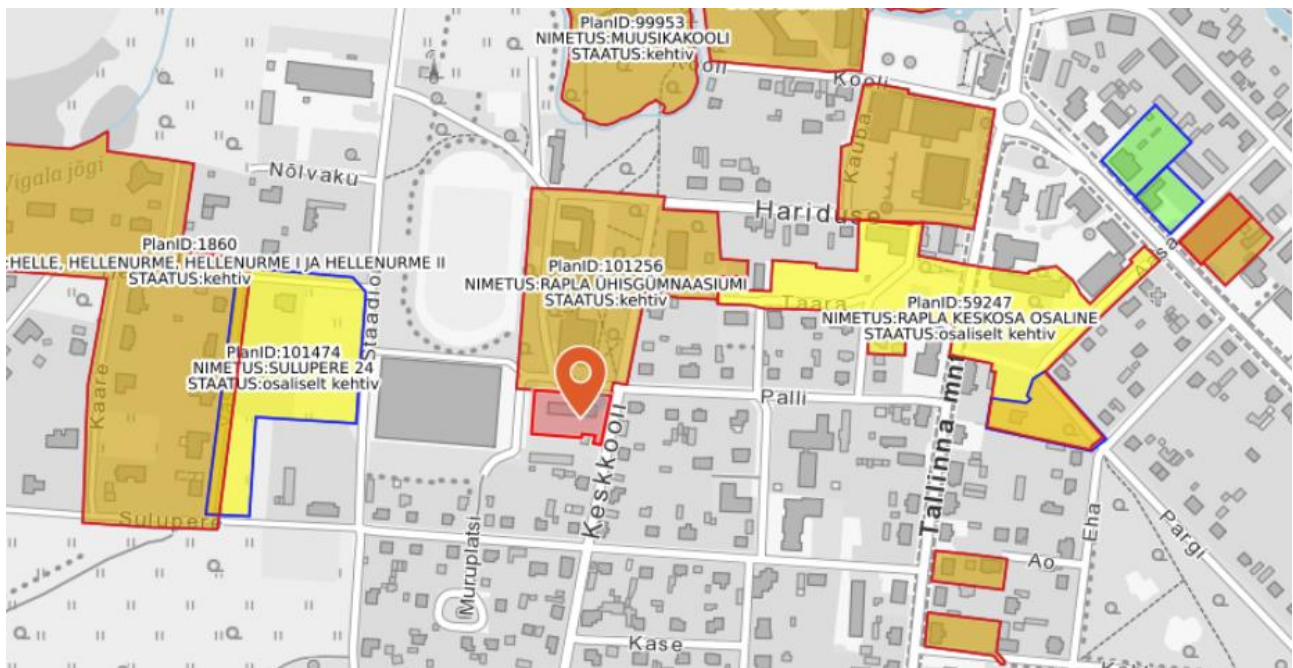 PlanID:99953
NIMETUS:MUUSIKAKOOLI
STAATUS:kehtiv
Kooli
Kooli
Kauba
Vigala jõgi
Nõlvaku
Hariduse
PlanID:1860
:HELLE, HELLENURME, HELLENURME I JA HELLENURME II
STAATUS:kehtiv
PlanID:101256
NIMETUS:RAPLA ÜHISGÜMNAASIUMI
STAATUS:kehtiv
Taara
PlanID:59247
NIMETUS:RAPLA KESKOSA OSALINE
STAATUS:osaliselt kehtiv
Staadioni
PlanID:101474
NIMETUS:SULUPERE 24
STAATUS:osaliselt kehtiv
Kaare
Palli
Tallinna mnt
Keskkooli
Sulupere
Muruplatsi
Eha
Pargi
Ao
Kase